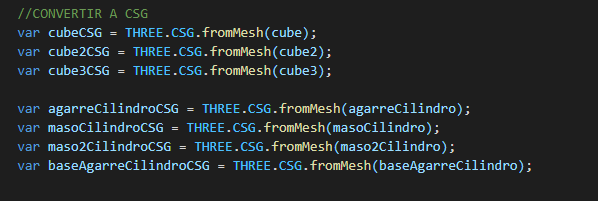 //CONVERTIR A CSG
var cubeCSG = THREE.CSG.fromMesh(cube);
var cube2CSG = THREE.CSG.fromMesh(cube2);
var cube3CSG = THREE.CSG.fromMesh(cube3);
var agarreCilindroCSG = THREE.CSG.fromMesh(agarreCilindro);
var masoCilindroCSG = THREE.CSG.fromMesh(masoCilindro);
var maso2CilindroCSG = THREE.CSG.fromMesh(maso2Cilindro);
var baseAgarreCilindroCSG = THREE.CSG.fromMesh(baseAgarreCilindro);